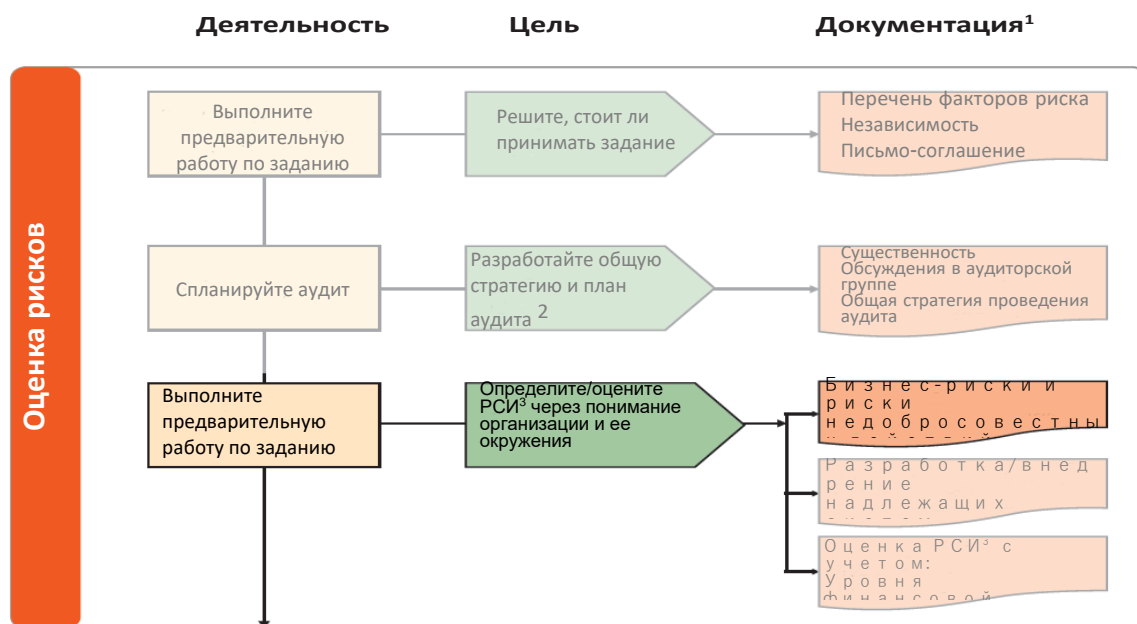 Деятельность
Цель
Документация¹
Оценка рисков
Выполните
предварительную
работу по заданию
Решите, стоит ли
принимать задание
Перечень факторов риска
Независимость
Письмо-соглашение
Спланируйте аудит
Разработайте общую
стратегию и план
аудита ²
Существенность
Обсуждения в аудиторской
группе
Общая стратегия проведения
аудита
Выполните
предварительную
работу по заданию
Определите/оцените
РСИ³ через понимание
организации и ее
окружения
Бизнес-риски и
риски
недобросовестны
Разработка/внед
рение
надлежащих
Оценка РСИ³ с
учетом:
Уровня
финансовой